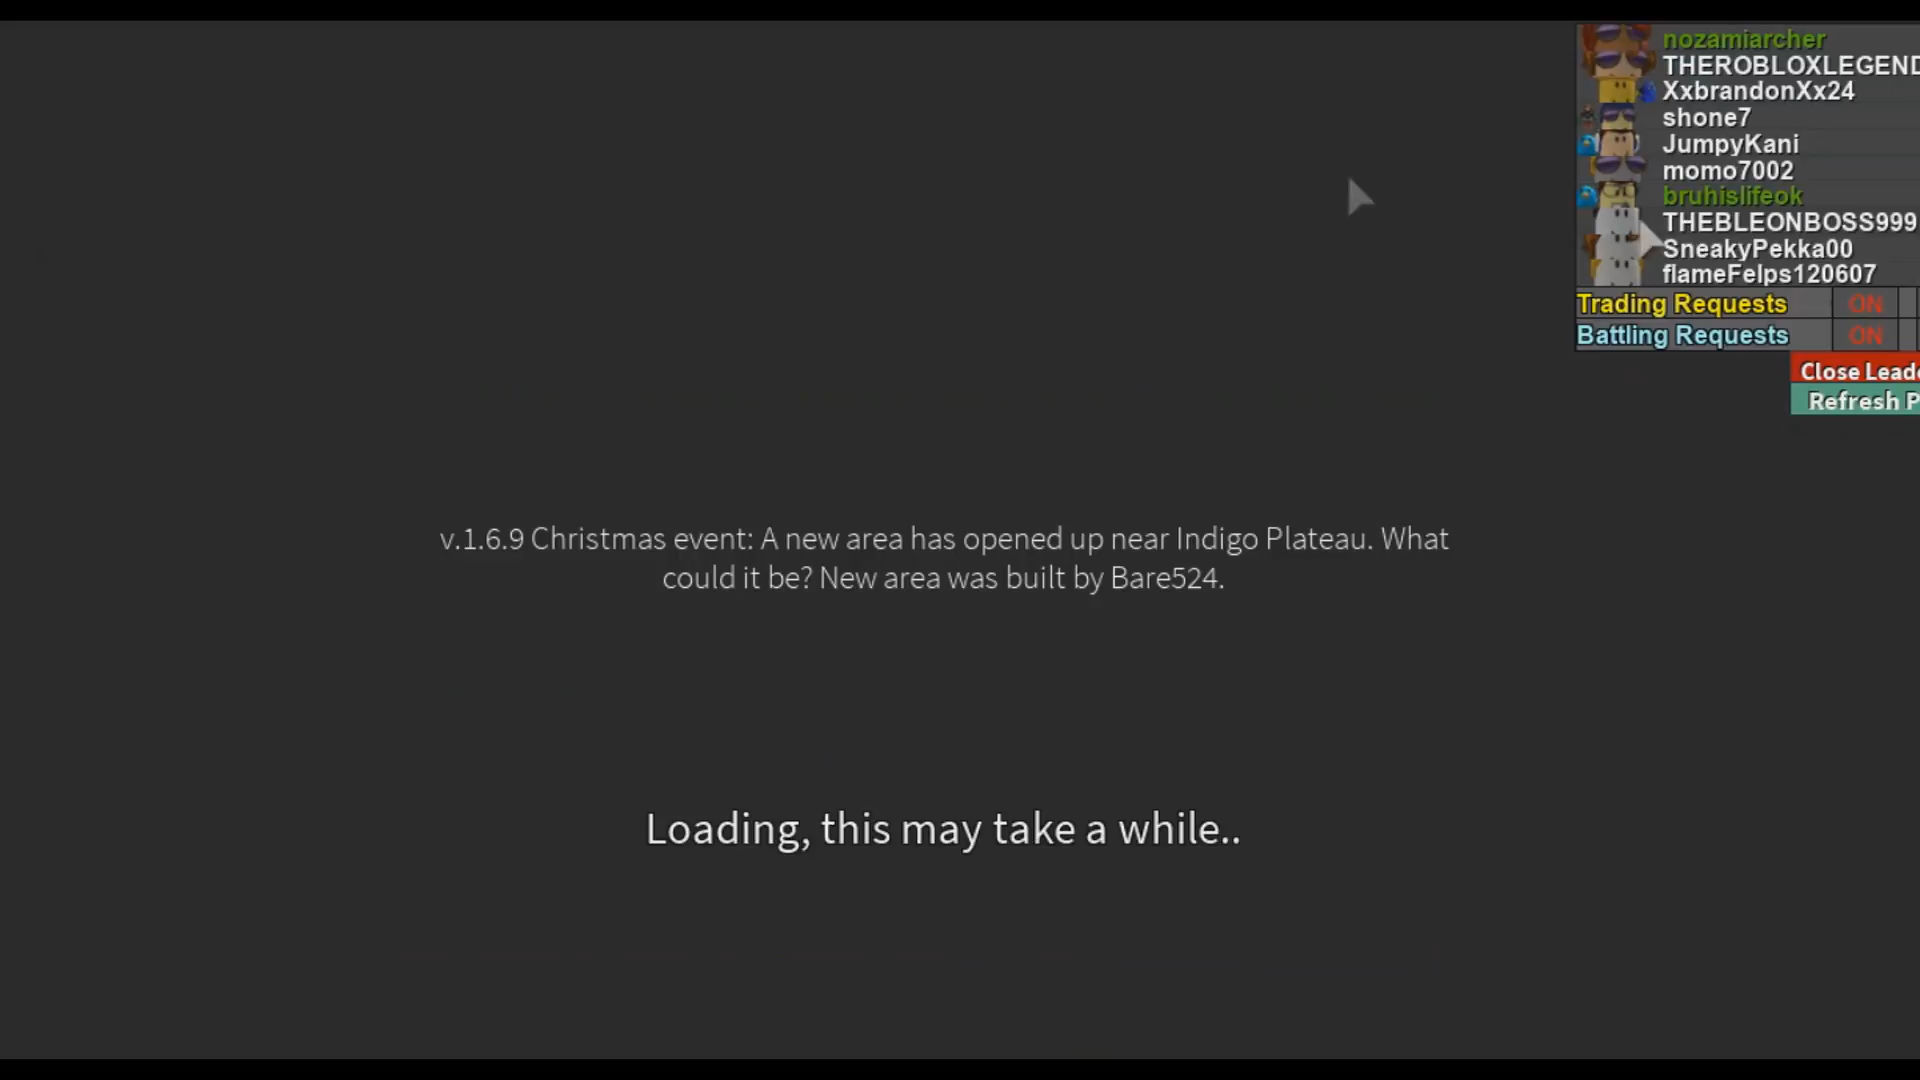 nozamiarcher
THEROBLOXLEGEND
XxbrandonXx24
shone7
JumpyKani
momo7002
bruhislifeok
THEBLEONBOSS999
SneakyPekka00
flameFelps120607
Trading Requests ON
Battling Requests ON
Close Leade
Refresh P
v.1.6.9 Christmas event: A new area has opened up near Indigo Plateau. What
could it be? New area was built by Bare524.
Loading, this may take a while..